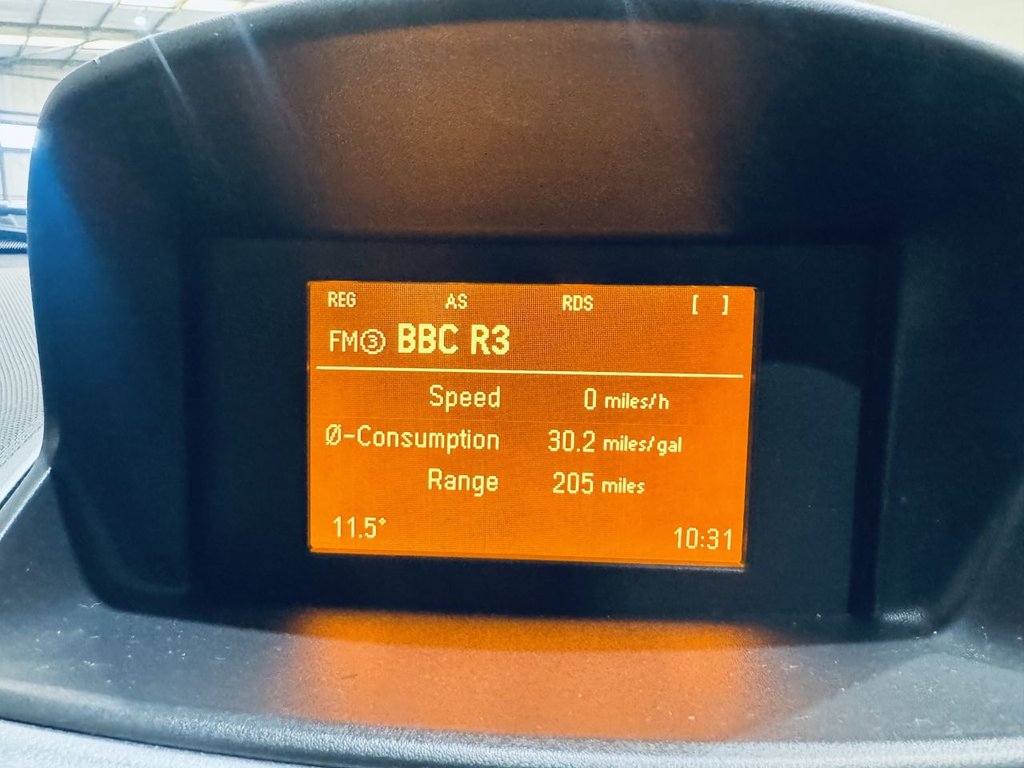 REG AS RDS [ ]
FM③ BBC R3
Speed 0 miles/h
Ø-Consumption 30.2 miles/gal
Range 205 miles
11.5° 10:31